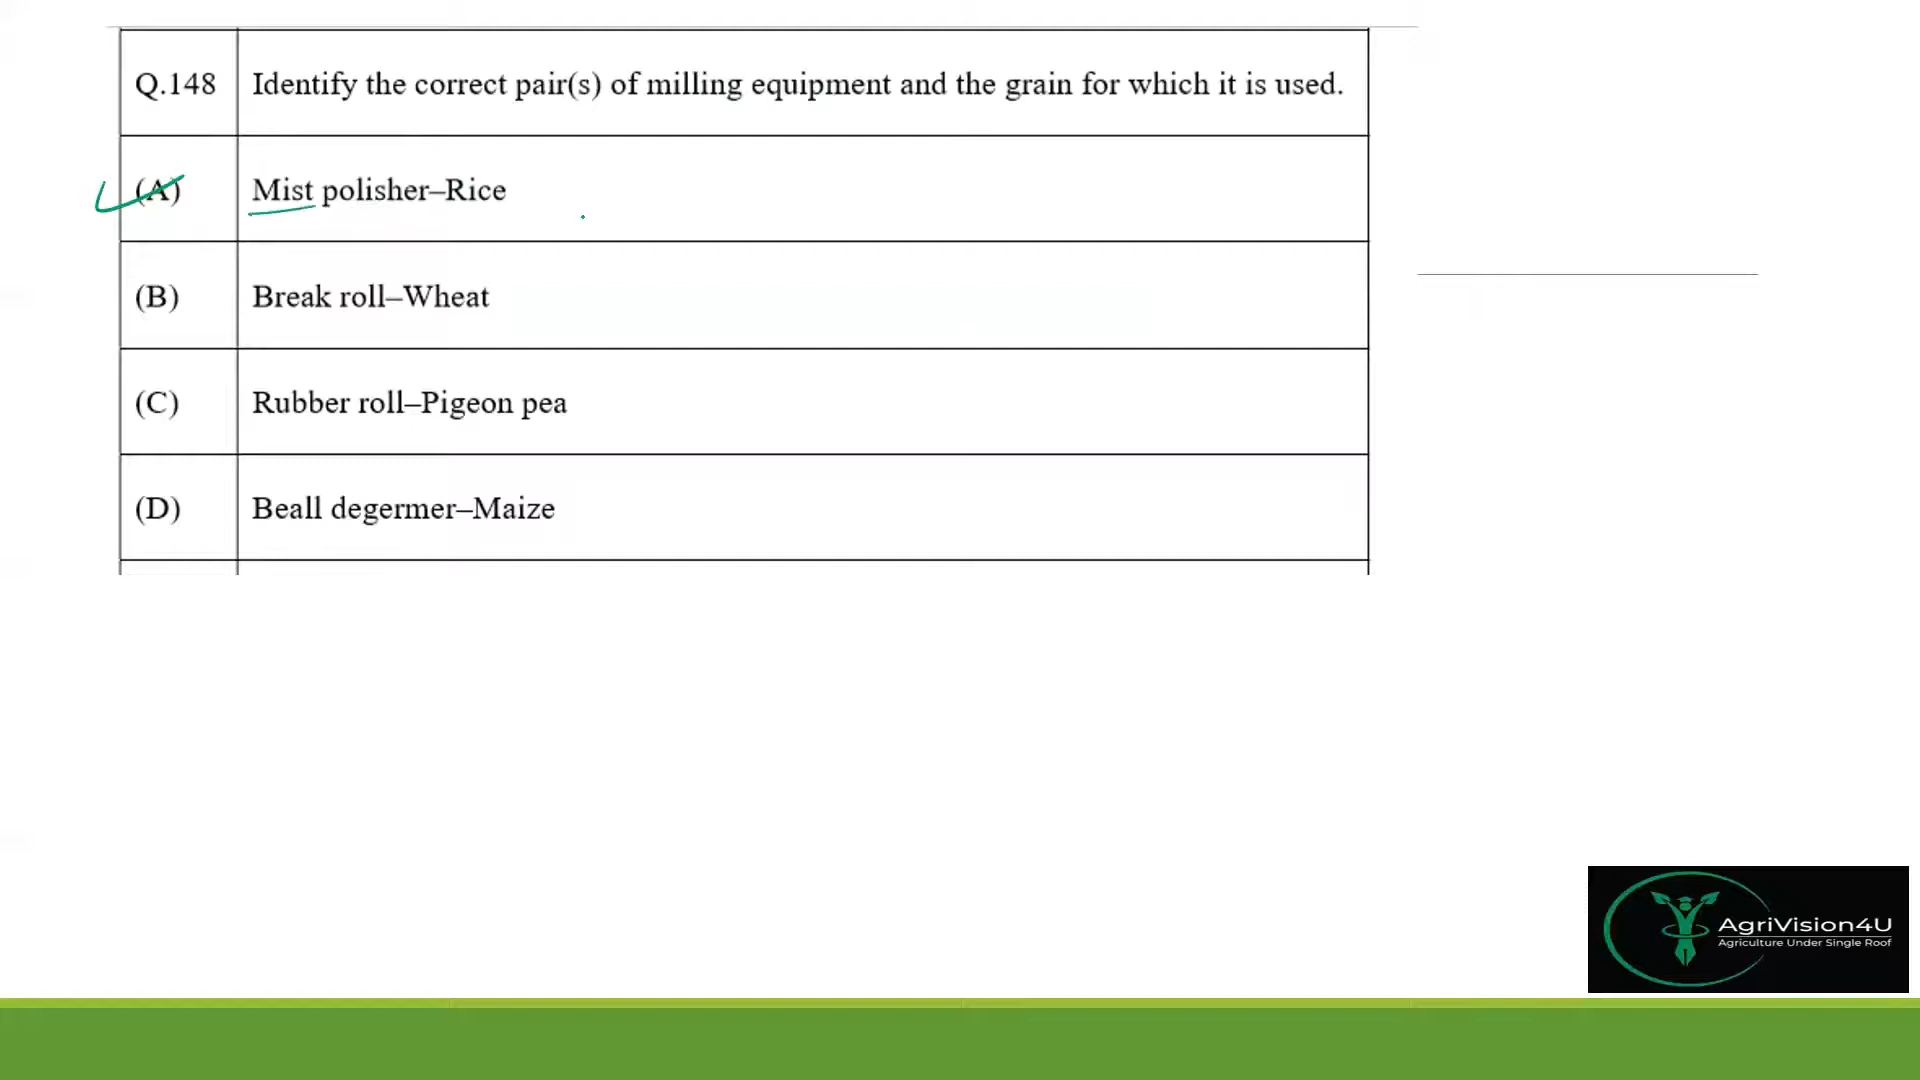 Q.148 Identify the correct pair(s) of milling equipment and the grain for which it is used.
(A) Mist polisher–Rice
(B) Break roll–Wheat
(C) Rubber roll–Pigeon pea
(D) Beall degermer–Maize
AgriVision4U
Agriculture Under Single Roof